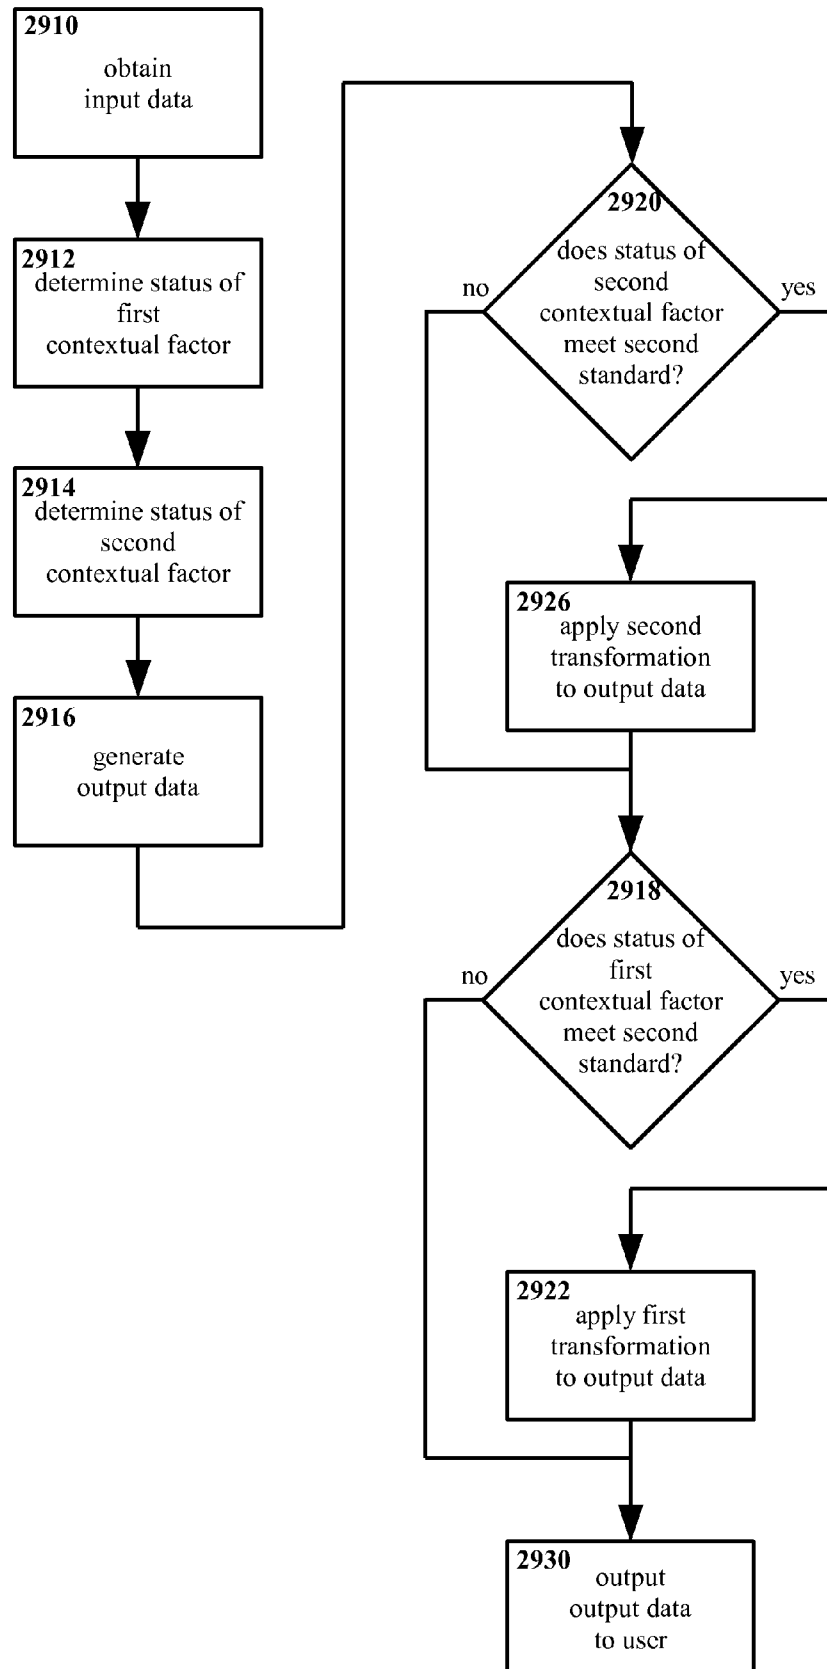 2910
obtain
input data
2912
determine status of
first
contextual factor
2914
determine status of
second
contextual factor
2916
generate
output data
2920
does status of
second
contextual factor
meet second
standard?
no
yes
2926
apply second
transformation
to output data
2918
does status of
first
contextual factor
meet second
standard?
no
yes
2922
apply first
transformation
to output data
2930
output
output data
to user